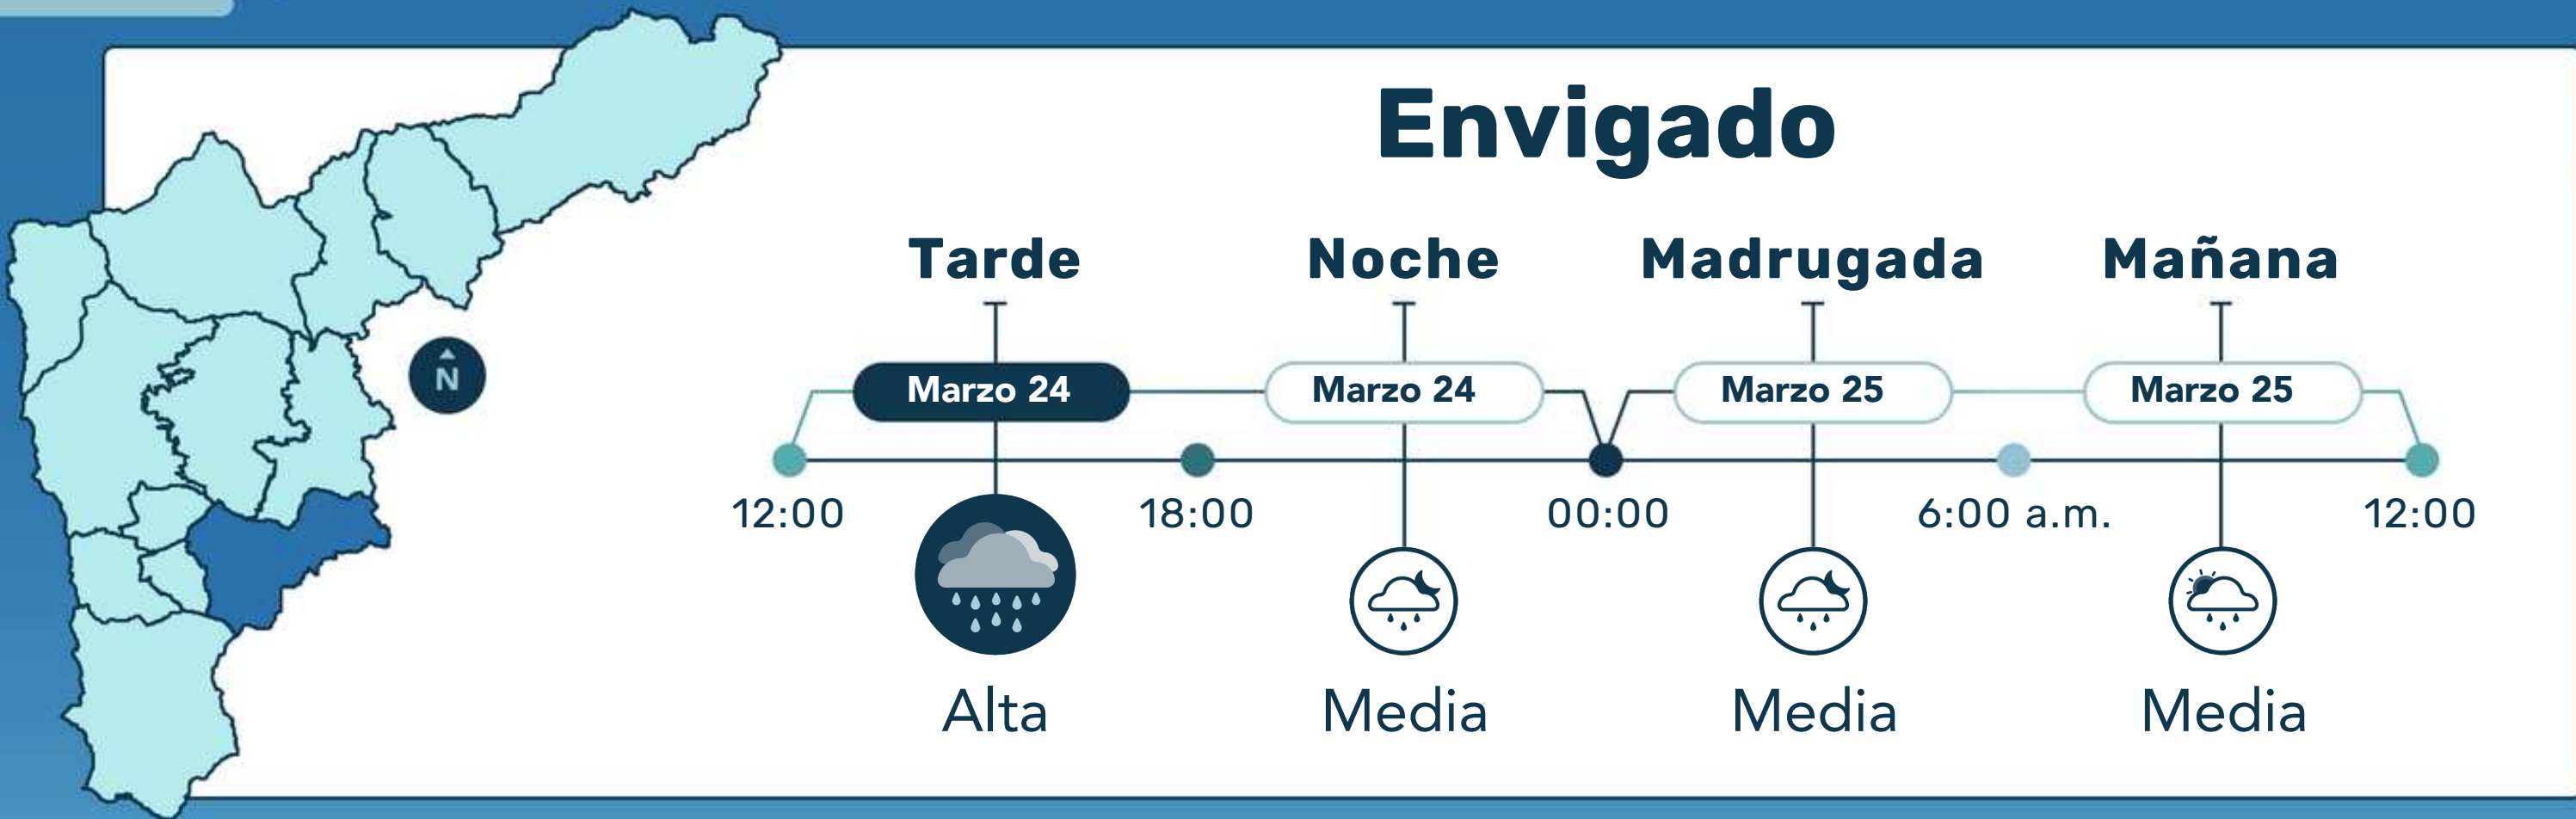 Envigado
Tarde Noche Madrugada Mañana
N
Marzo 24 Marzo 24 Marzo 25 Marzo 25
12:00 18:00 00:00 6:00 a.m. 12:00
Alta Media Media Media